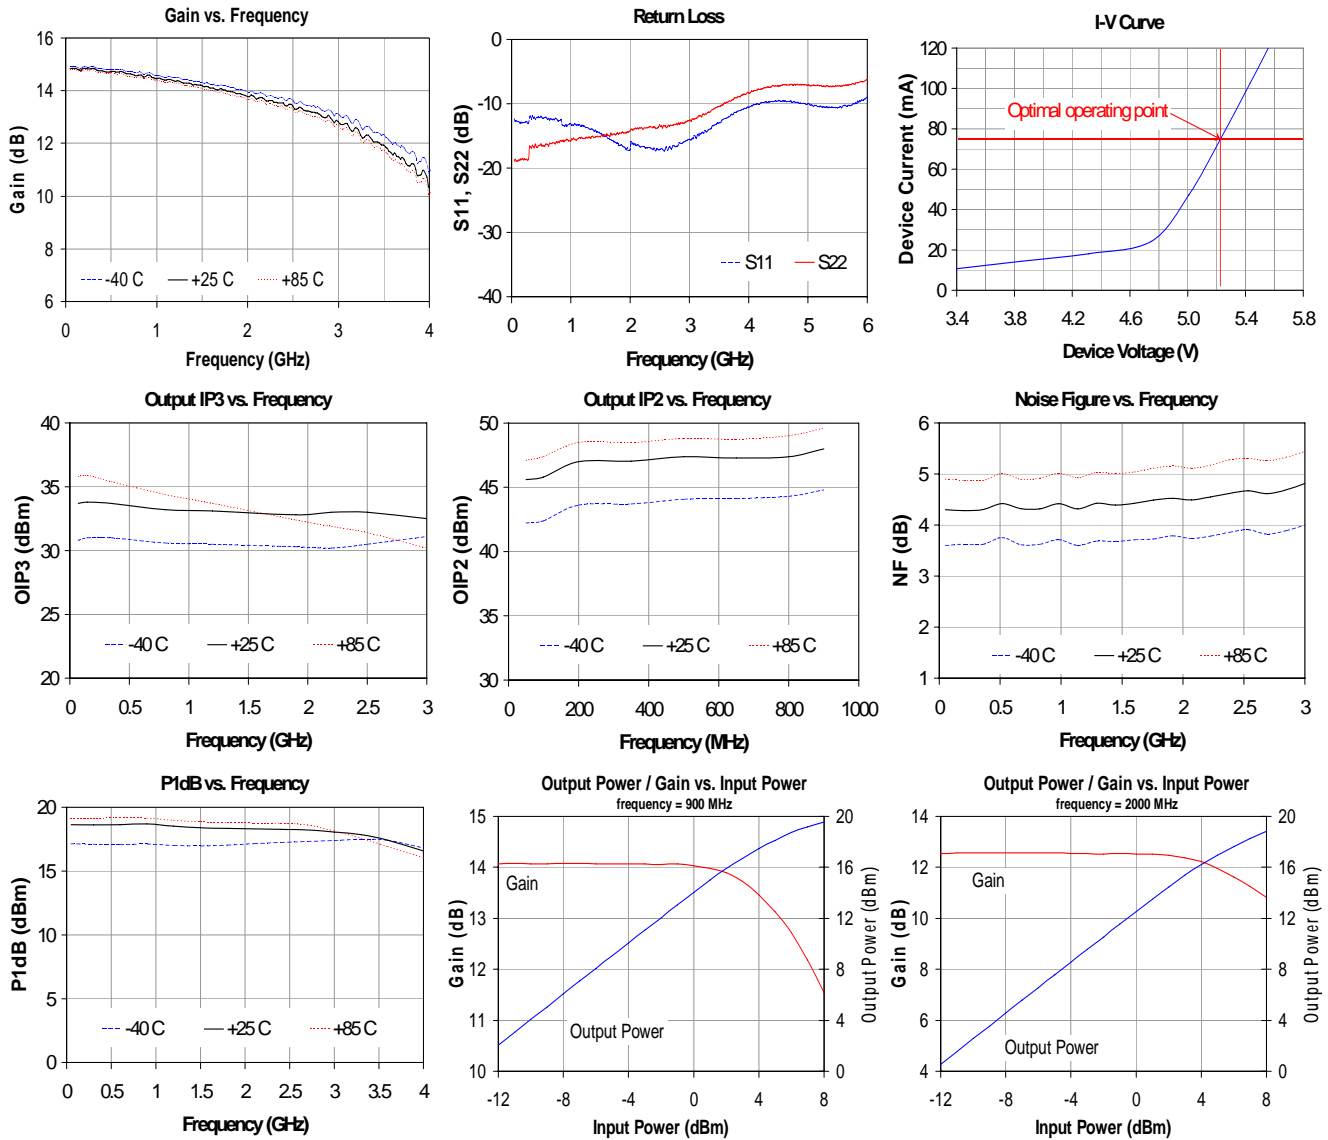 Gain vs. Frequency
16
14
12
10
8
6
Gain (dB)
-40 C
+25 C
+85 C
0 1 2 3 4
Frequency (GHz)
Return Loss
0
-10
-20
-30
-40
S11, S22 (dB)
S11
S22
0 1 2 3 4 5 6
Frequency (GHz)
I-V Curve
120
100
80
60
40
20
0
Device Current (mA)
Optimal operating point
3.4 3.8 4.2 4.6 5.0 5.4 5.8
Device Voltage (V)
Output IP3 vs. Frequency
40
35
30
25
20
OIP3 (dBm)
-40 C
+25 C
+85 C
0 0.5 1 1.5 2 2.5 3
Frequency (GHz)
Output IP2 vs. Frequency
50
45
40
35
30
OIP2 (dBm)
-40 C
+25 C
+85 C
0 200 400 600 800 1000
Frequency (MHz)
Noise Figure vs. Frequency
6
5
4
3
2
1
NF (dB)
-40 C
+25 C
+85 C
0 0.5 1 1.5 2 2.5 3
Frequency (GHz)
P1dB vs. Frequency
20
15
10
5
0
P1dB (dBm)
-40 C
+25 C
+85 C
0 0.5 1 1.5 2 2.5 3 3.5 4
Frequency (GHz)
Output Power / Gain vs. Input Power
frequency = 900 MHz
15
14
13
12
11
10
Gain (dB)
Gain
Output Power
20
16
12
8
4
0
Output Power (dBm)
-12 -8 -4 0 4 8
Input Power (dBm)
Output Power / Gain vs. Input Power
frequency = 2000 MHz
14
12
10
8
6
4
Gain (dB)
Gain
Output Power
20
16
12
8
4
0
Output Power (dBm)
-12 -8 -4 0 4 8
Input Power (dBm)